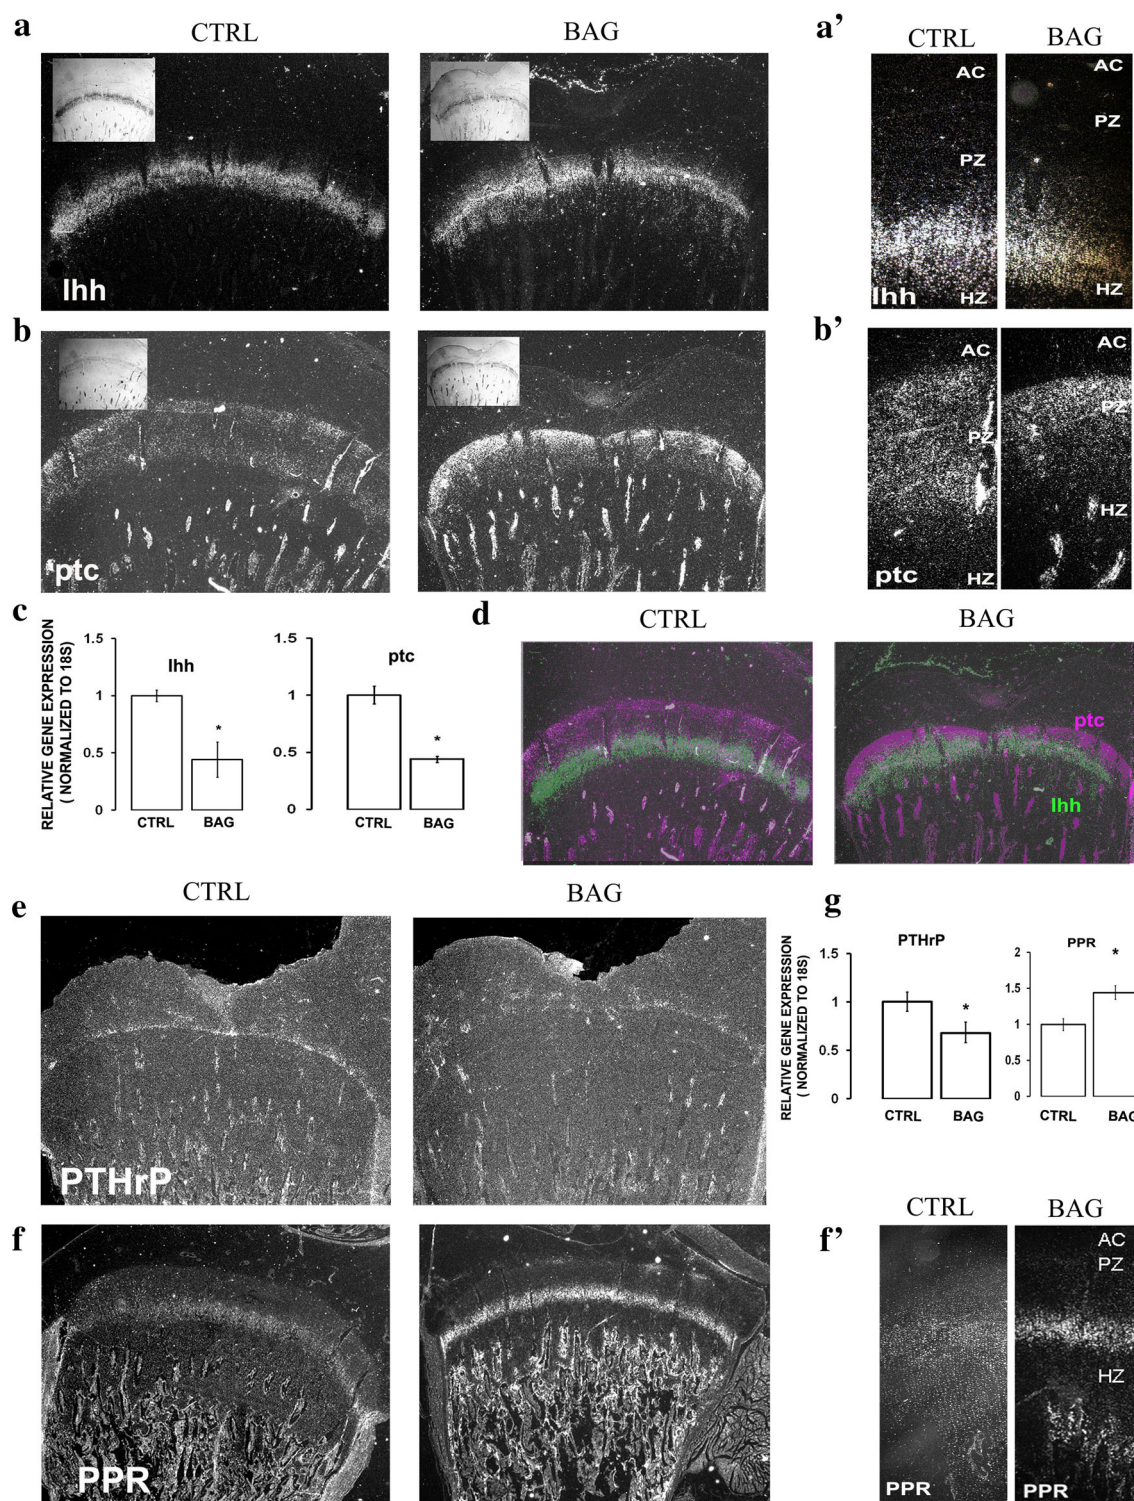 a
CTRL
BAG
Ihh
a’
CTRL
BAG
AC
AC
PZ
PZ
Ihh
HZ
HZ
b
ptc
b’
AC
AC
PZ
PZ
HZ
ptc
HZ
c
RELATIVE GENE EXPRESSION
( NORMALIZED TO 18S)
1.5
1
0.5
0
Ihh
*
CTRL
BAG
1.5
1
0.5
0
ptc
*
CTRL
BAG
d
CTRL
BAG
ptc
Ihh
e
CTRL
BAG
PTHrP
g
RELATIVE GENE EXPRESSION
( NORMALIZED TO 18S)
PTHrP
1.5
1
0.5
0
*
CTRL
BAG
PPR
2
1.5
1
0.5
0
*
CTRL
BAG
f
PPR
f’
CTRL
BAG
AC
PZ
HZ
PPR
PPR